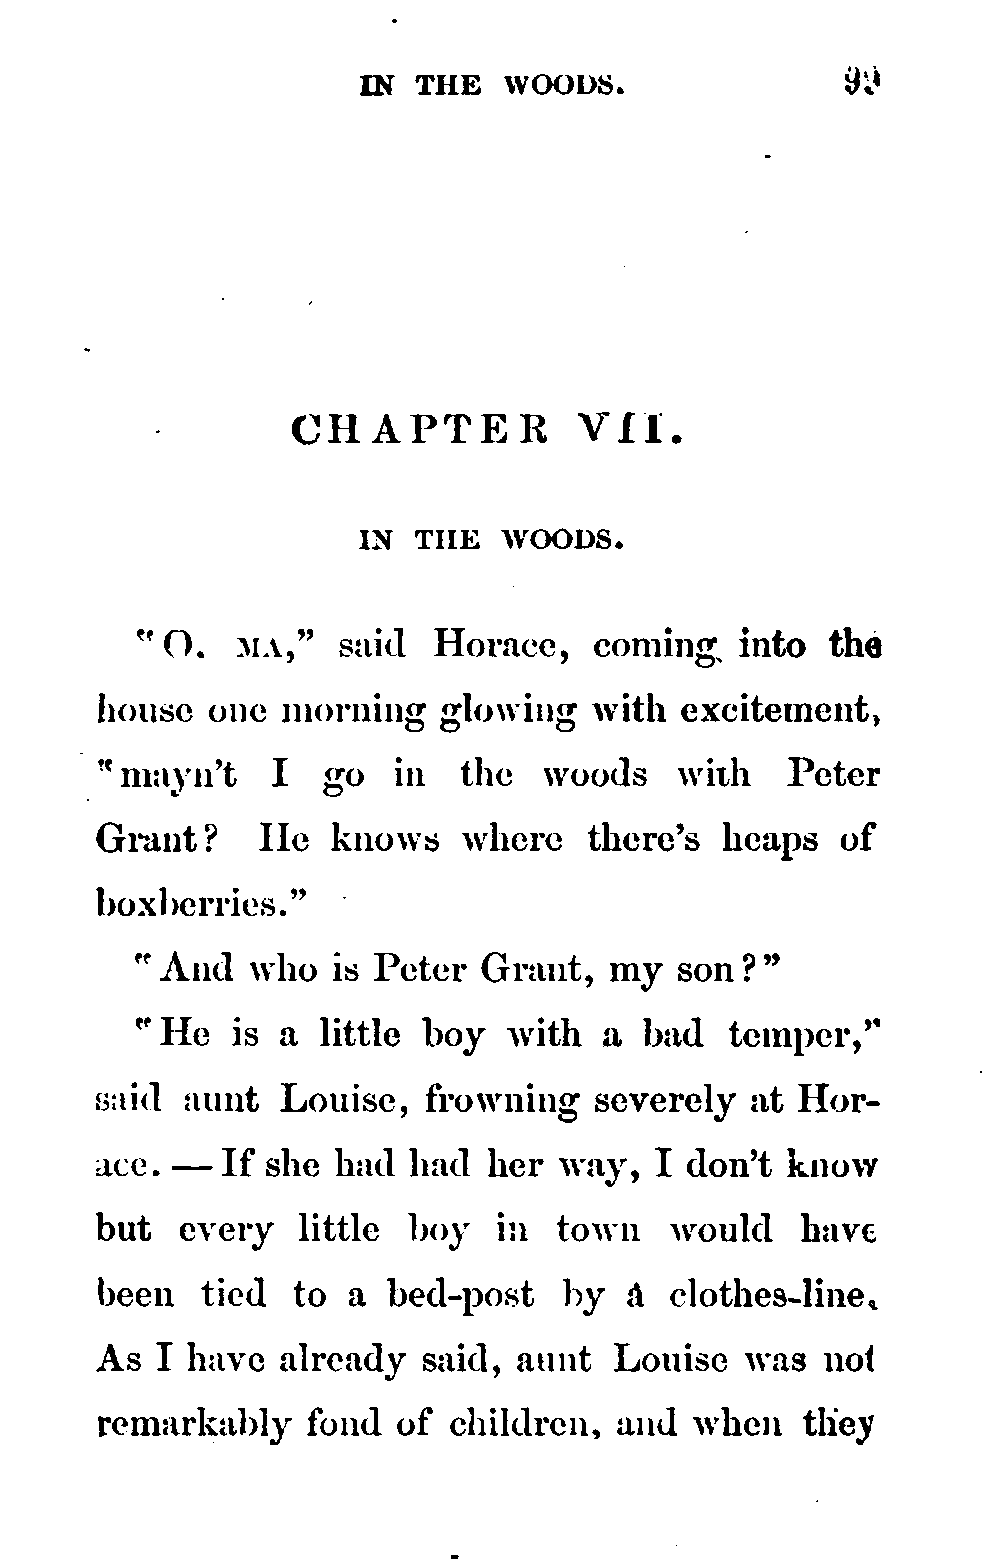 IN THE WOODS. 99
CHAPTER VII.
IN THE WOODS.
"O, MA," said Horace, coming into the
house one morning glowing with excitement,
"mayn't I go in the woods with Peter
Grant? He knows where there's heaps of
boxberries."
"And who is Peter Grant, my son?"
"He is a little boy with a bad temper,"
said aunt Louise, frowning severely at Hor-
ace. — If she had had her way, I don't know
but every little boy in town would have
been tied to a bed-post by a clothes-line.
As I have already said, aunt Louise was not
remarkably fond of children, and when they